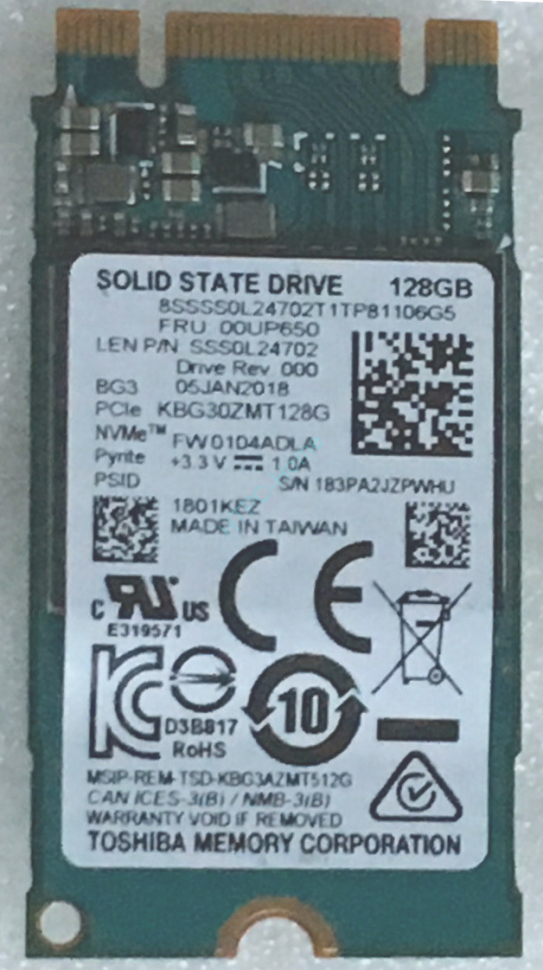 SOLID STATE DRIVE 128GB
8SSSS0L24702T1TP81106G5
FRU 00UP650
LEN P/N SSS0L24702
Drive Rev. 000
BG3 05JAN2018
PCIe KBG30ZMT128G
NVMe™ FW 0104ADLA
Pyrite +3.3 V 1.0A
PSID S/N 183PA2JZPWHU
1801KEZ
MADE IN TAIWAN
C RU US CE
E319571
KC 10
D3B817
RoHS
MSIP-REM-TSD-KBG3AZMT512G
CAN ICES-3(B) / NMB-3(B)
WARRANTY VOID IF REMOVED
TOSHIBA MEMORY CORPORATION